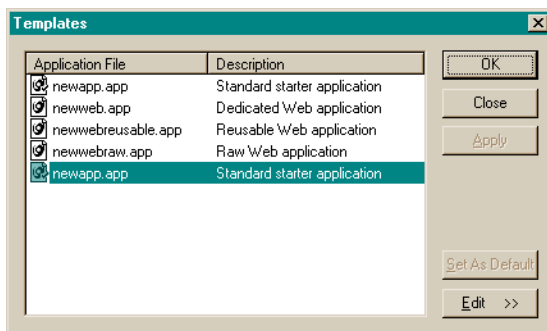 Templates
Application File Description
newapp.app Standard starter application
newweb.app Dedicated Web application
newwebreusable.app Reusable Web application
newwebraw.app Raw Web application
newapp.app Standard starter application
OK
Close
Apply
Set As Default
Edit >>